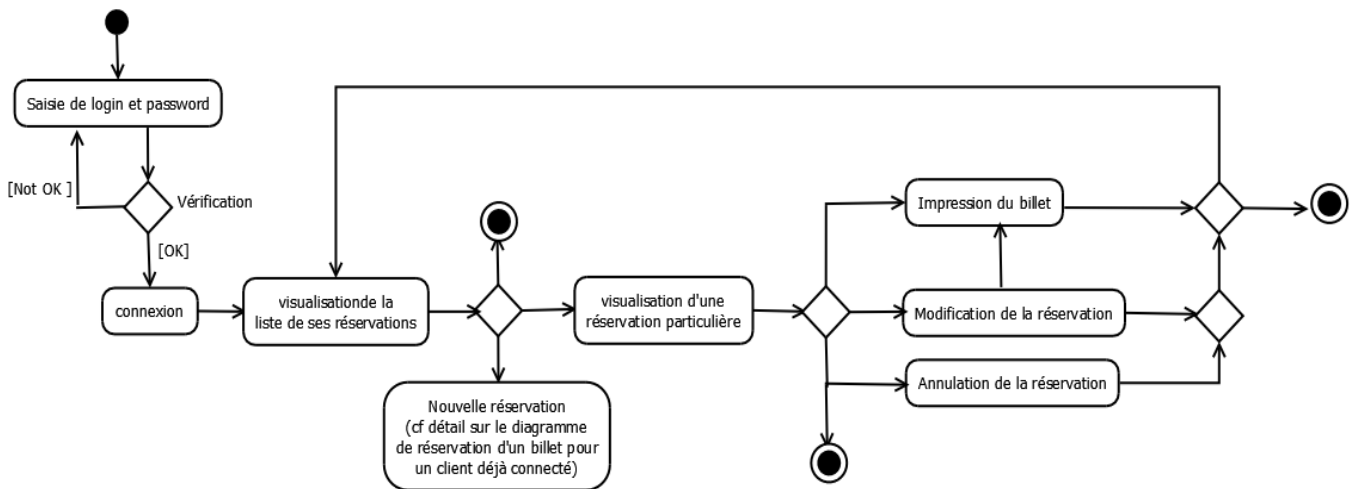 Saisie de login et password
[Not OK ]
Vérification
[OK]
connexion
visualisationde la
liste de ses réservations
Nouvelle réservation
(cf détail sur le diagramme
de réservation d'un billet pour
un client déjà connecté)
visualisation d'une
réservation particulière
Impression du billet
Modification de la réservation
Annulation de la réservation